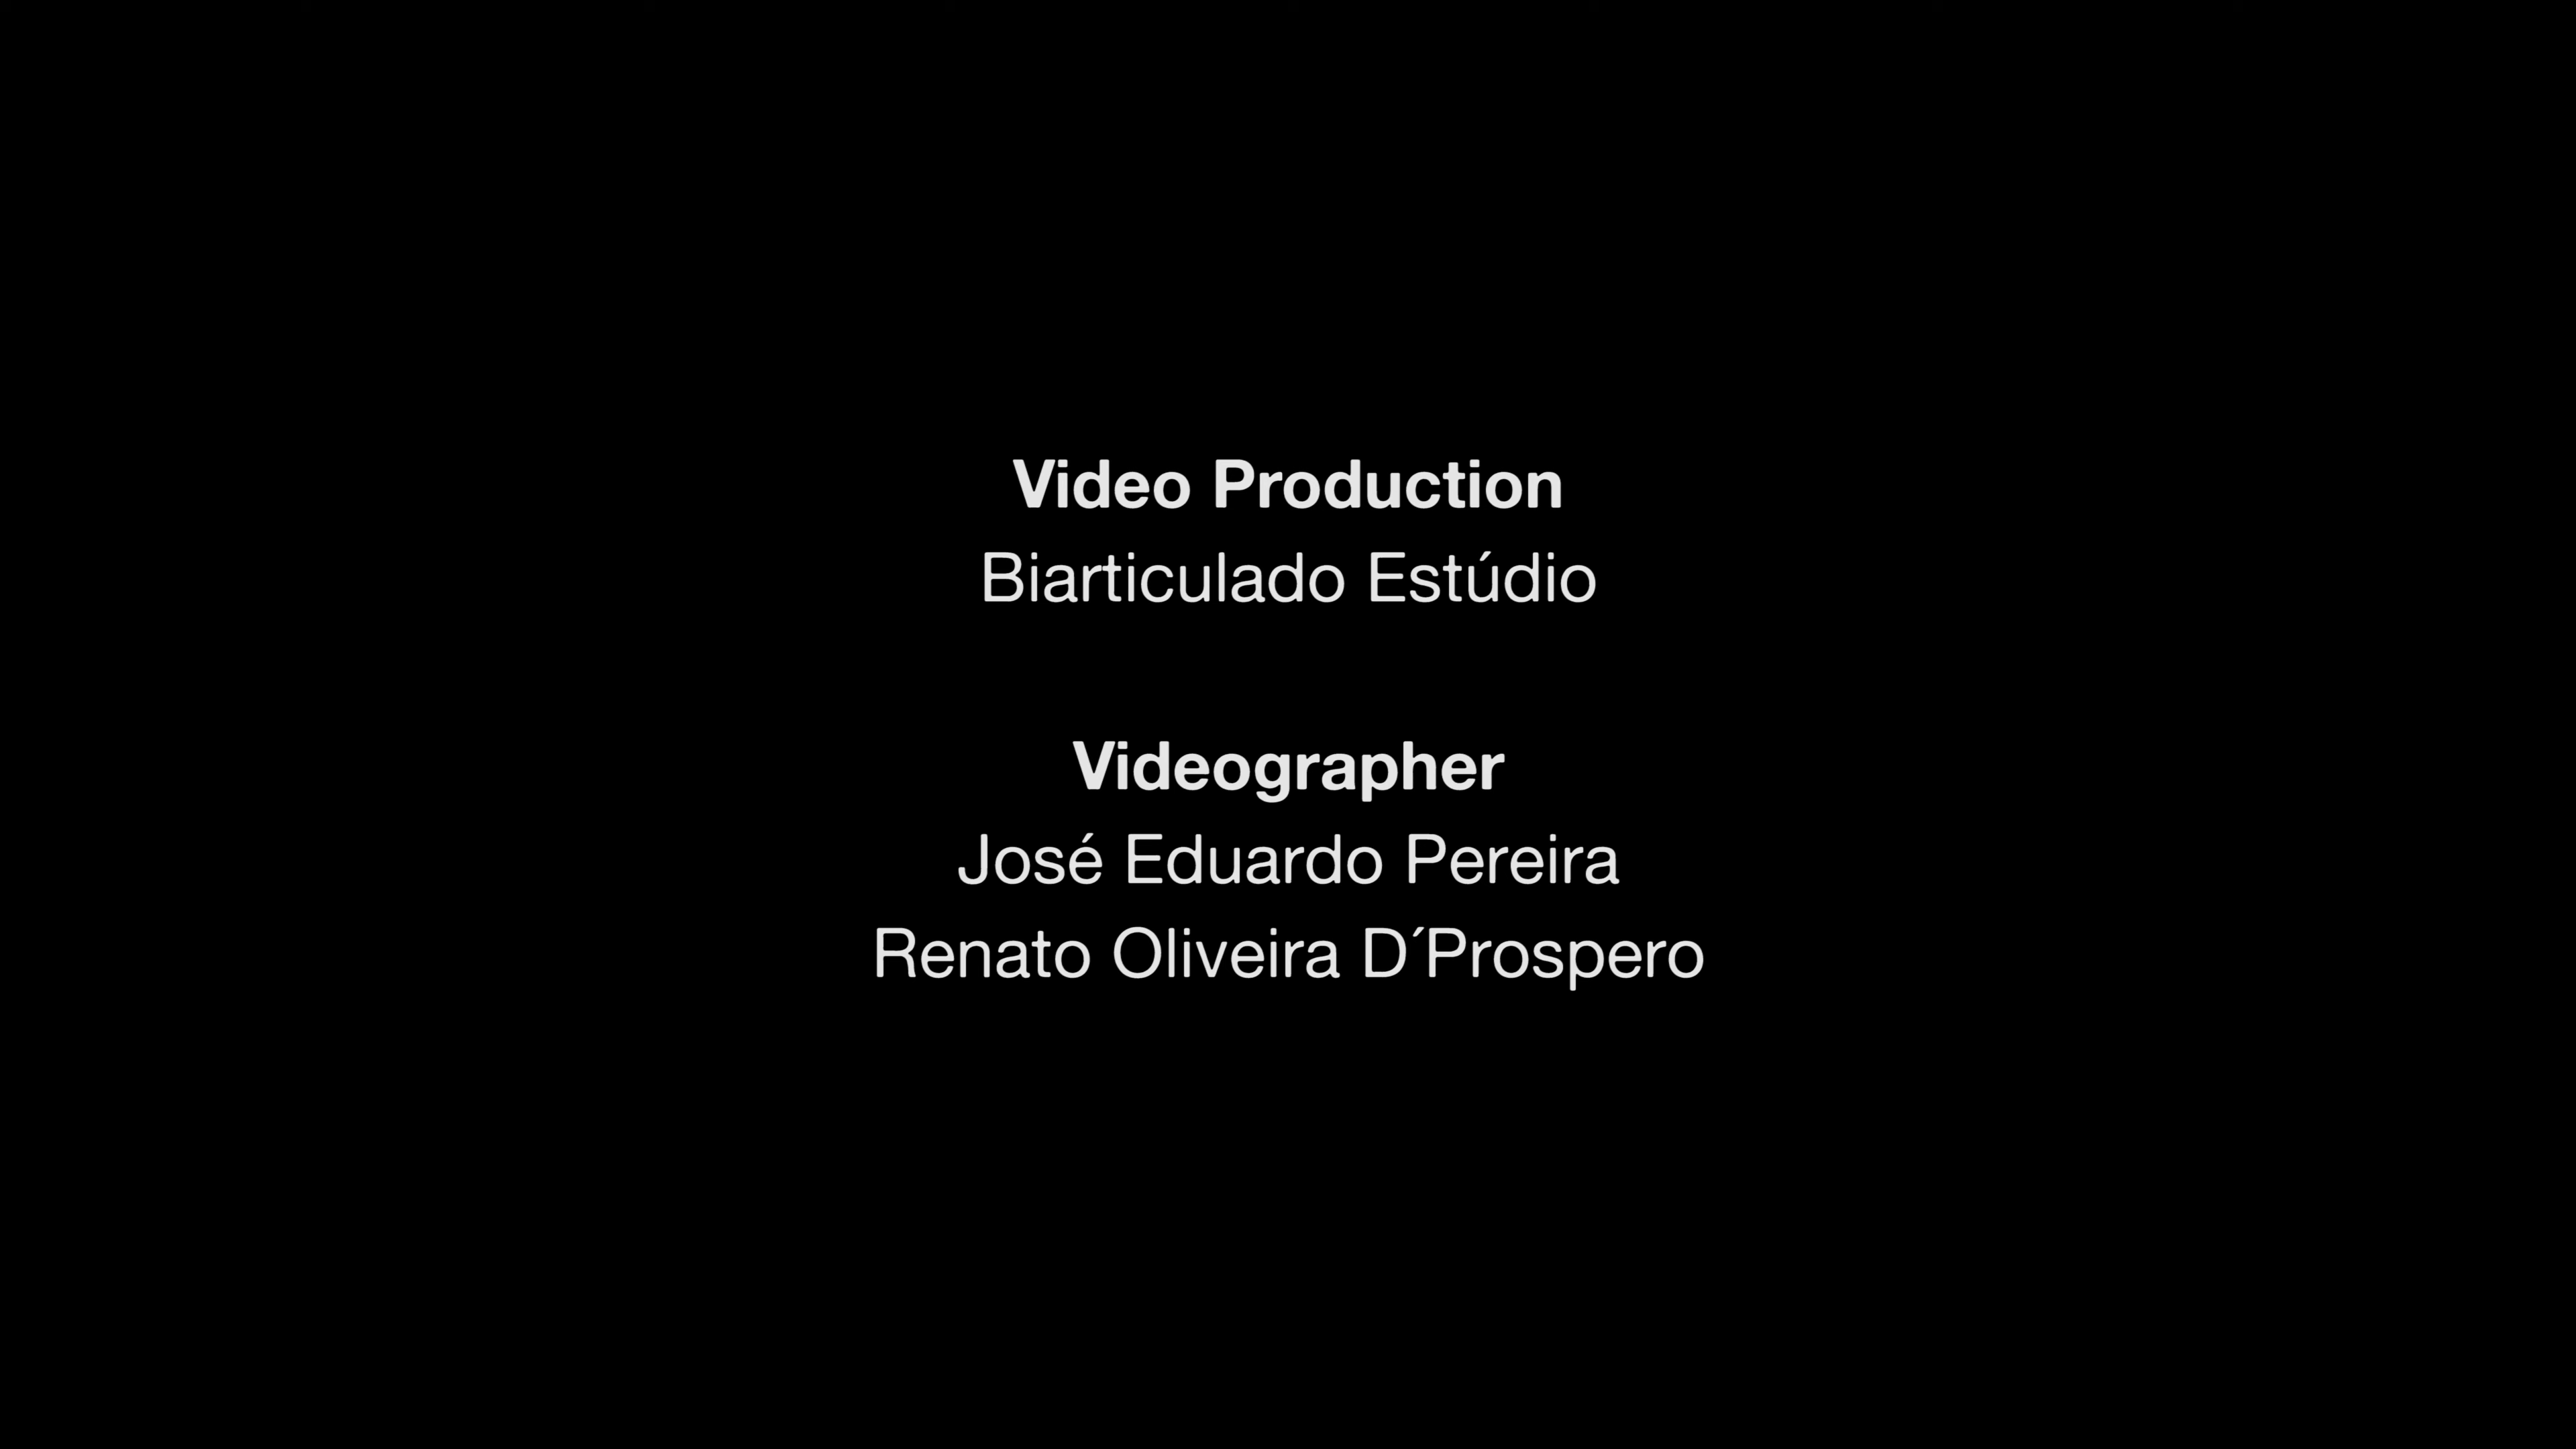 Video Production
Biarticulado Estúdio
Videographer
José Eduardo Pereira
Renato Oliveira D´Prospero